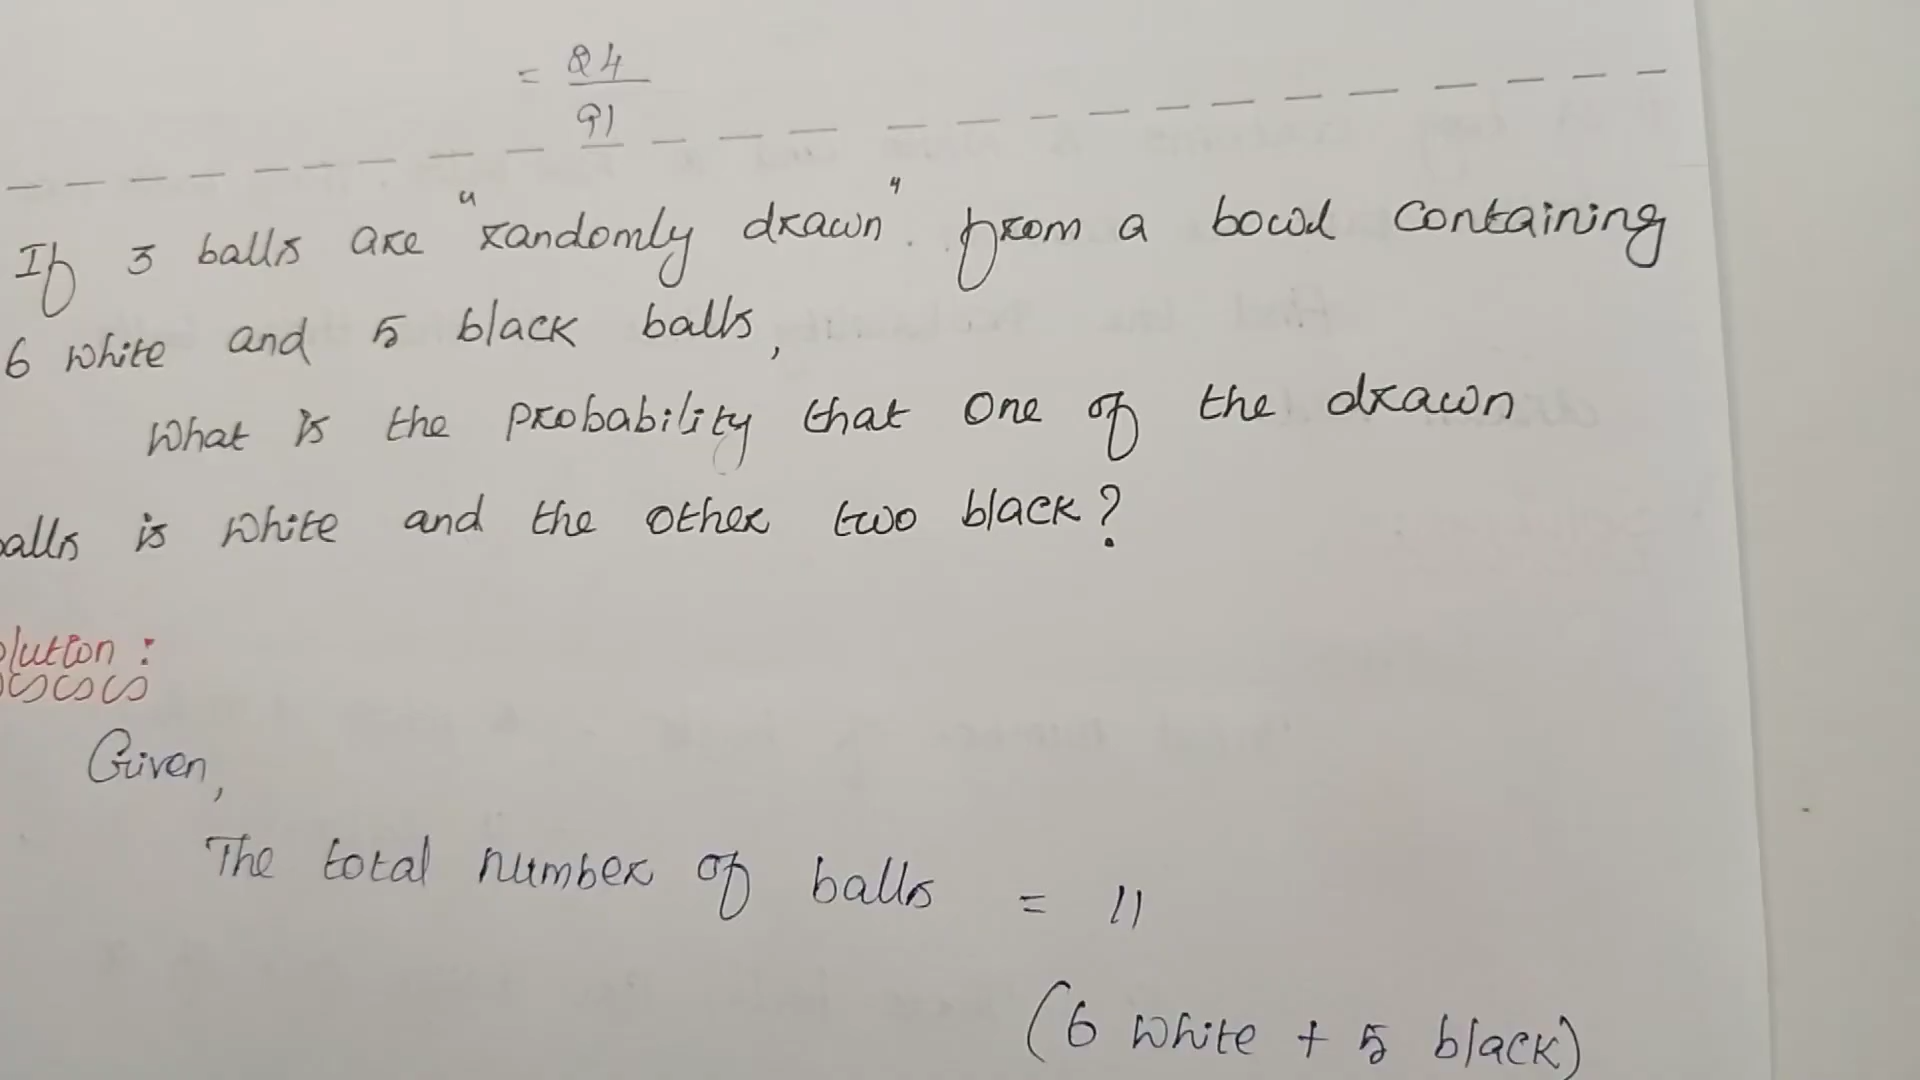 = 24
91
If 3 balls are "randomly drawn" from a bowl containing
6 white and 5 black balls,
What is the probability that one of the drawn
balls is white and the other two black?
olution :
Given,
The total number of balls = 11
(6 white + 5 black)